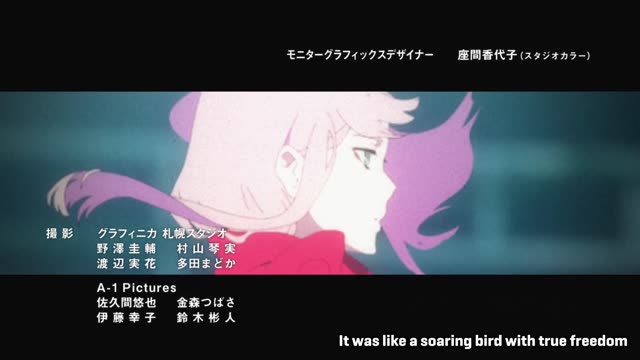 モニターグラフィックスデザイナー 座間香代子(スタジオカラー)
撮影 グラフィニカ 札幌スタジオ
野澤圭輔 村山琴実
渡辺実花 多田まどか
A-1 Pictures
佐久間悠也 金森つばさ
伊藤幸子 鈴木彬人
It was like a soaring bird with true freedom